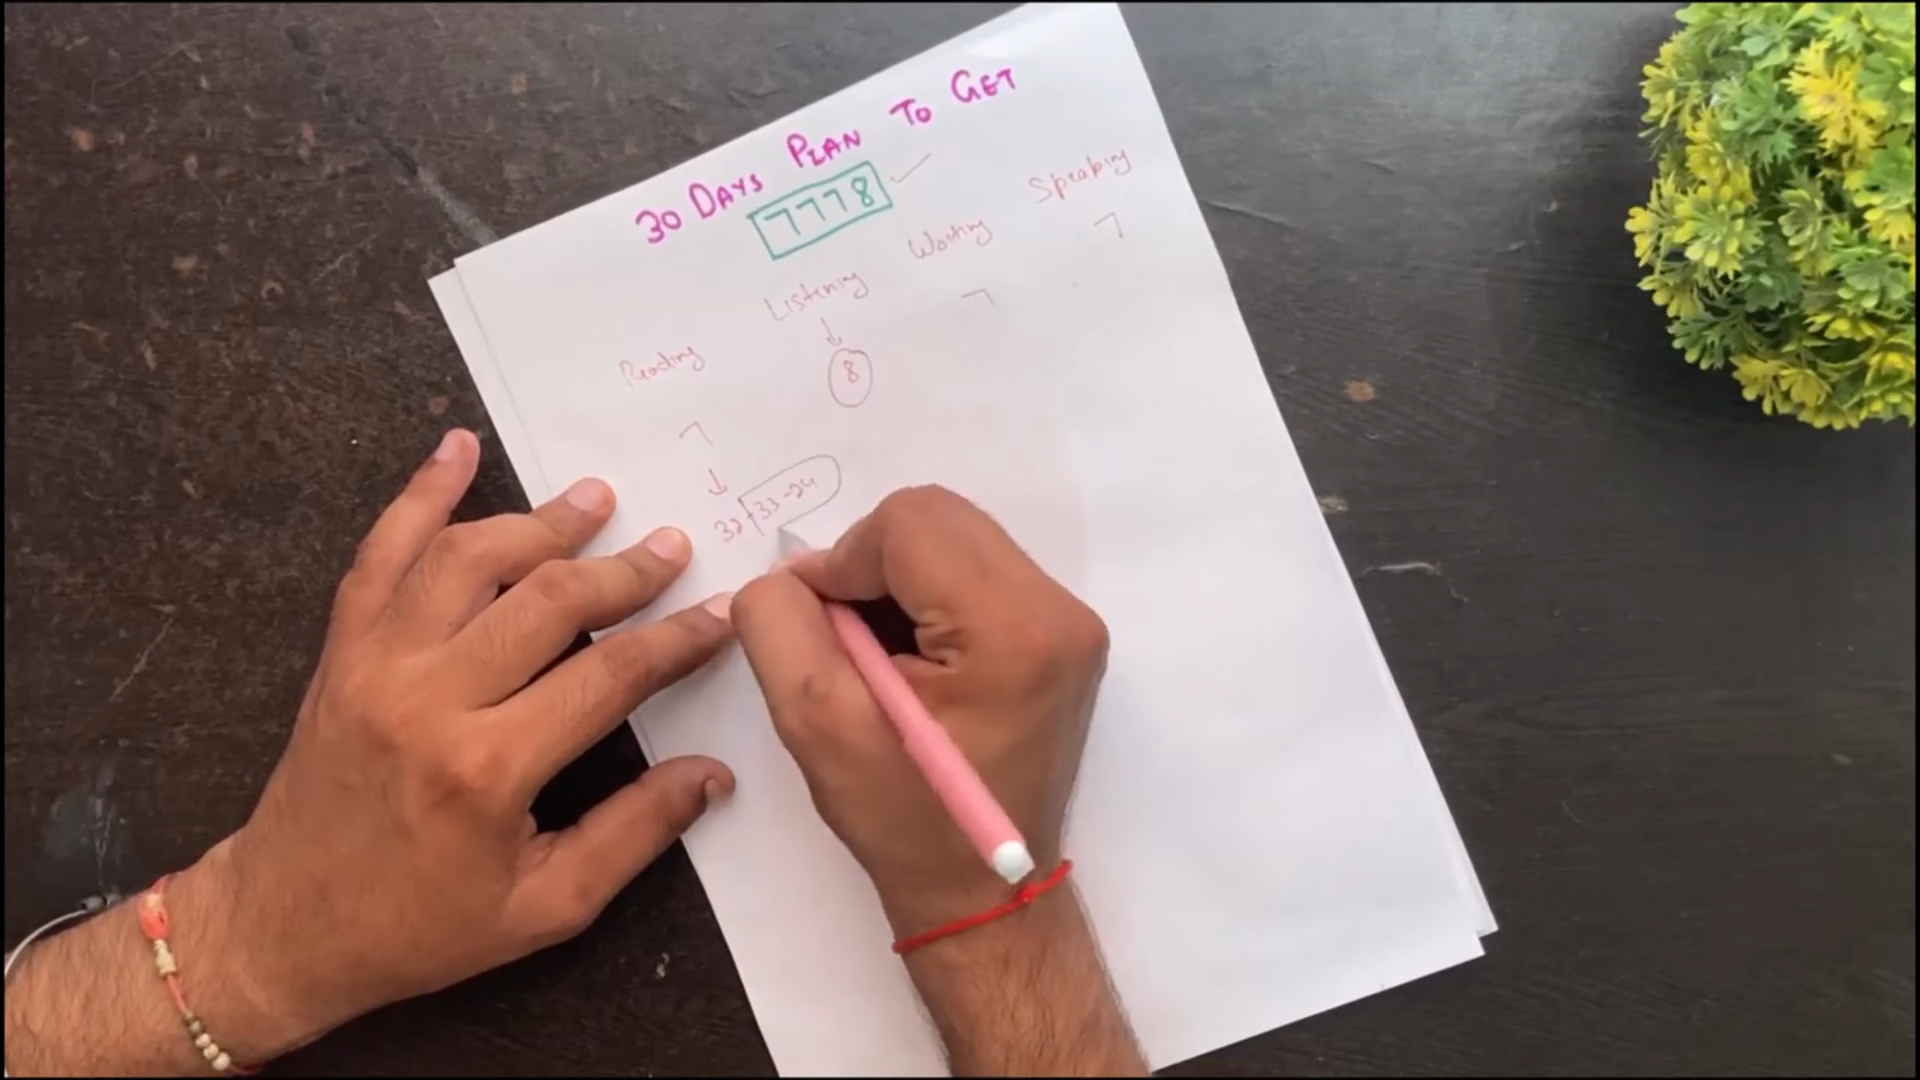 30 DAYS PLAN TO GET
7778
Reading Listening Writing Speaking
7 8 7 7
33-34